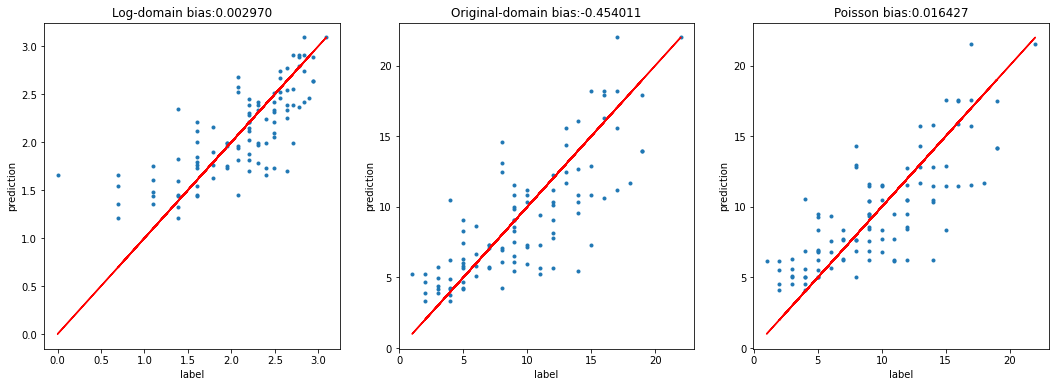 Log-domain bias:0.002970
3.0
2.5
2.0
1.5
1.0
0.5
0.0
prediction
0.0 0.5 1.0 1.5 2.0 2.5 3.0
label
Original-domain bias:-0.454011
20
15
10
5
0
prediction
0 5 10 15 20
label
Poisson bias:0.016427
20
15
10
5
0
prediction
0 5 10 15 20
label